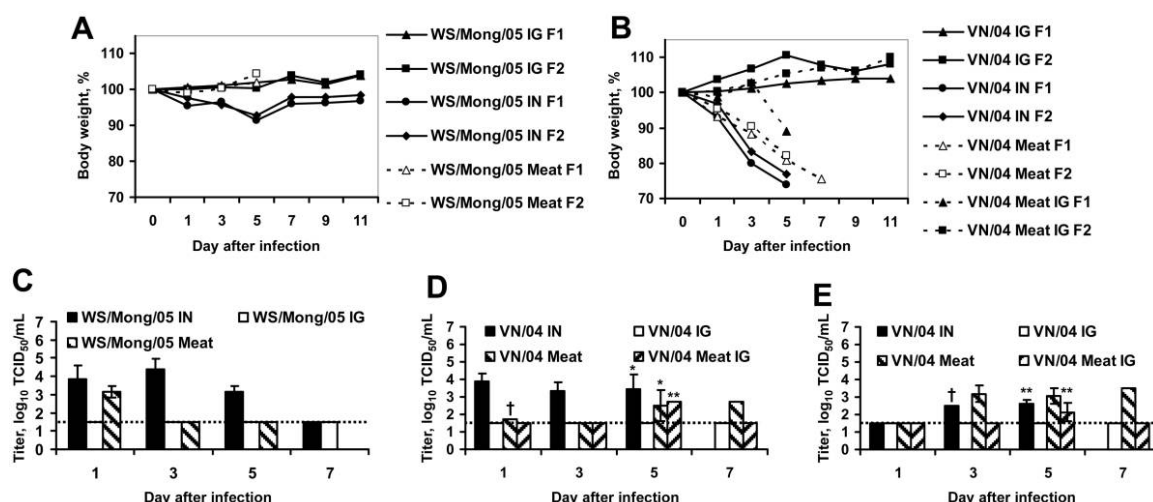 A
Body weight, %
110
100
90
80
70
0 1 3 5 7 9 11
Day after infection
WS/Mong/05 IG F1
WS/Mong/05 IG F2
WS/Mong/05 IN F1
WS/Mong/05 IN F2
WS/Mong/05 Meat F1
WS/Mong/05 Meat F2
B
Body weight, %
110
100
90
80
70
0 1 3 5 7 9 11
Day after infection
VN/04 IG F1
VN/04 IG F2
VN/04 IN F1
VN/04 IN F2
VN/04 Meat F1
VN/04 Meat F2
VN/04 Meat IG F1
VN/04 Meat IG F2
C
Titer, log10 TCID50/mL
7
6
5
4
3
2
1
0
WS/Mong/05 IN WS/Mong/05 IG
WS/Mong/05 Meat
1 3 5 7
Day after infection
D
Titer, log10 TCID50/mL
7
6
5
4
3
2
1
0
VN/04 IN VN/04 IG
VN/04 Meat VN/04 Meat IG
† * * **
1 3 5 7
Day after infection
E
Titer, log10 TCID50/mL
7
6
5
4
3
2
1
0
VN/04 IN VN/04 IG
VN/04 Meat VN/04 Meat IG
† ** **
1 3 5 7
Day after infection